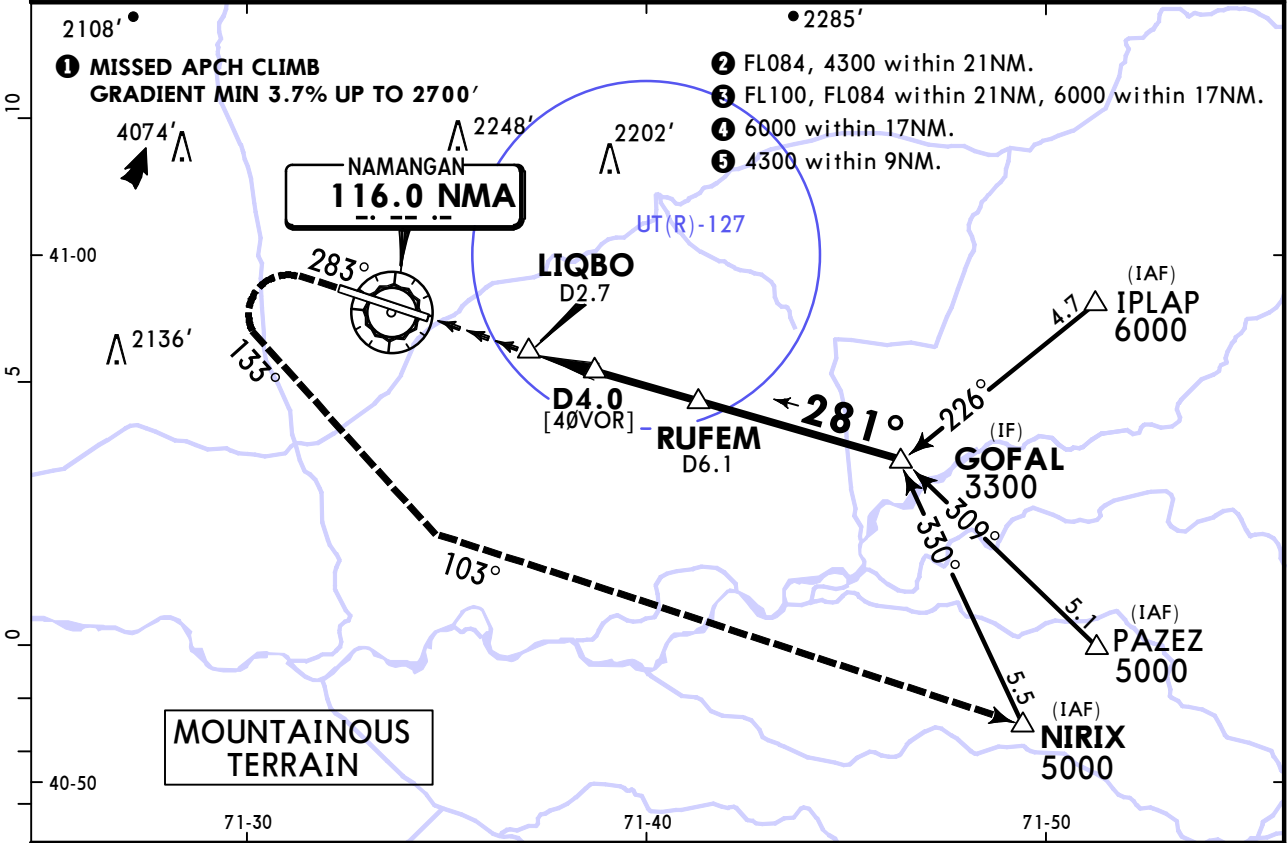 2108'
2285'
❶ MISSED APCH CLIMB
GRADIENT MIN 3.7% UP TO 2700'
❷ FL084, 4300 within 21NM.
❸ FL100, FL084 within 21NM, 6000 within 17NM.
❹ 6000 within 17NM.
❺ 4300 within 9NM.
10
4074'
2248'
2202'
NAMANGAN
116.0 NMA
UT(R)-127
41-00
283°
LIQBO
D2.7
(IAF)
IPLAP
6000
4.7
2136'
133°
5
D4.0
[4ØVOR]
RUFEM
D6.1
281°
226°
(IF)
GOFAL
3300
309°
330°
103°
0
5.1
(IAF)
PAZEZ
5000
5.5
(IAF)
NIRIX
5000
MOUNTAINOUS
TERRAIN
40-50
71-30
71-40
71-50